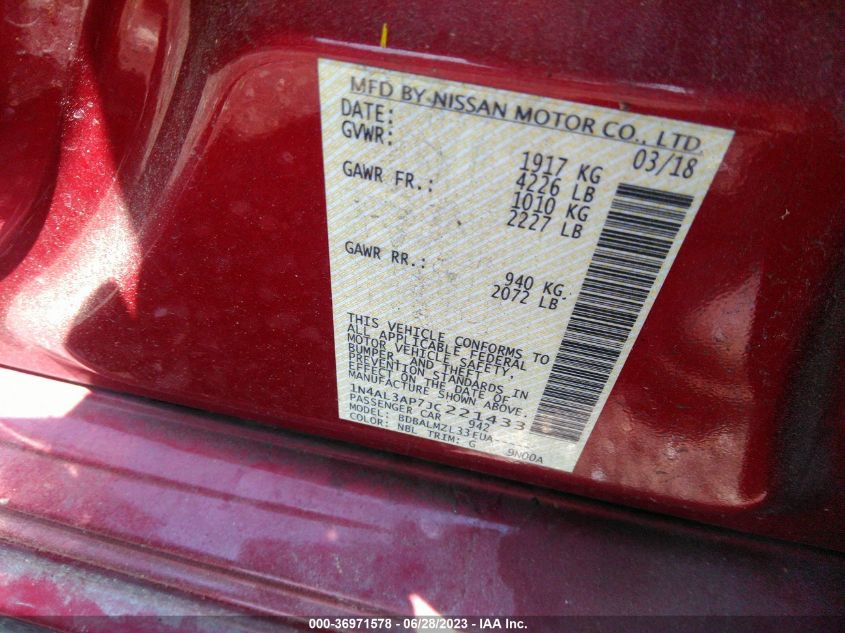 MFD BY NISSAN MOTOR CO., LTD.
DATE: 03/18
GVWR: 1917 KG
4226 LB
GAWR FR.: 1010 KG
2227 LB
GAWR RR.: 940 KG.
2072 LB
THIS VEHICLE CONFORMS TO
ALL APPLICABLE FEDERAL
MOTOR VEHICLE SAFETY,
BUMPER, AND THEFT
PREVENTION STANDARDS IN
EFFECT ON THE DATE OF
MANUFACTURE SHOWN ABOVE.
1N4AL3AP7JC221433
PASSENGER CAR 942
MODEL: BDBALMZL33EUA
COLOR: NBL TRIM: G 9N00A
000-36971578 | 06/28/2023 | IAA Inc.